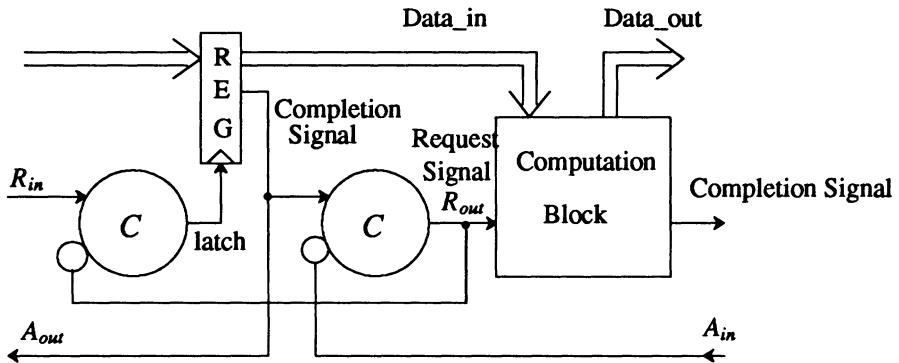 Data_in
Data_out
R
E
G
Completion
Signal
Request
Signal
Computation
Block
R_in
C
latch
C
R_out
Completion Signal
A_out
A_in